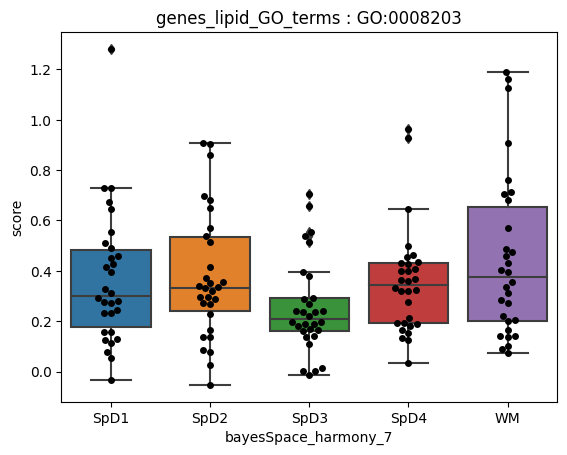 genes_lipid_GO_terms : GO:0008203
1.2
1.0
0.8
0.6
0.4
0.2
0.0
score
SpD1 SpD2 SpD3 SpD4 WM
bayesSpace_harmony_7